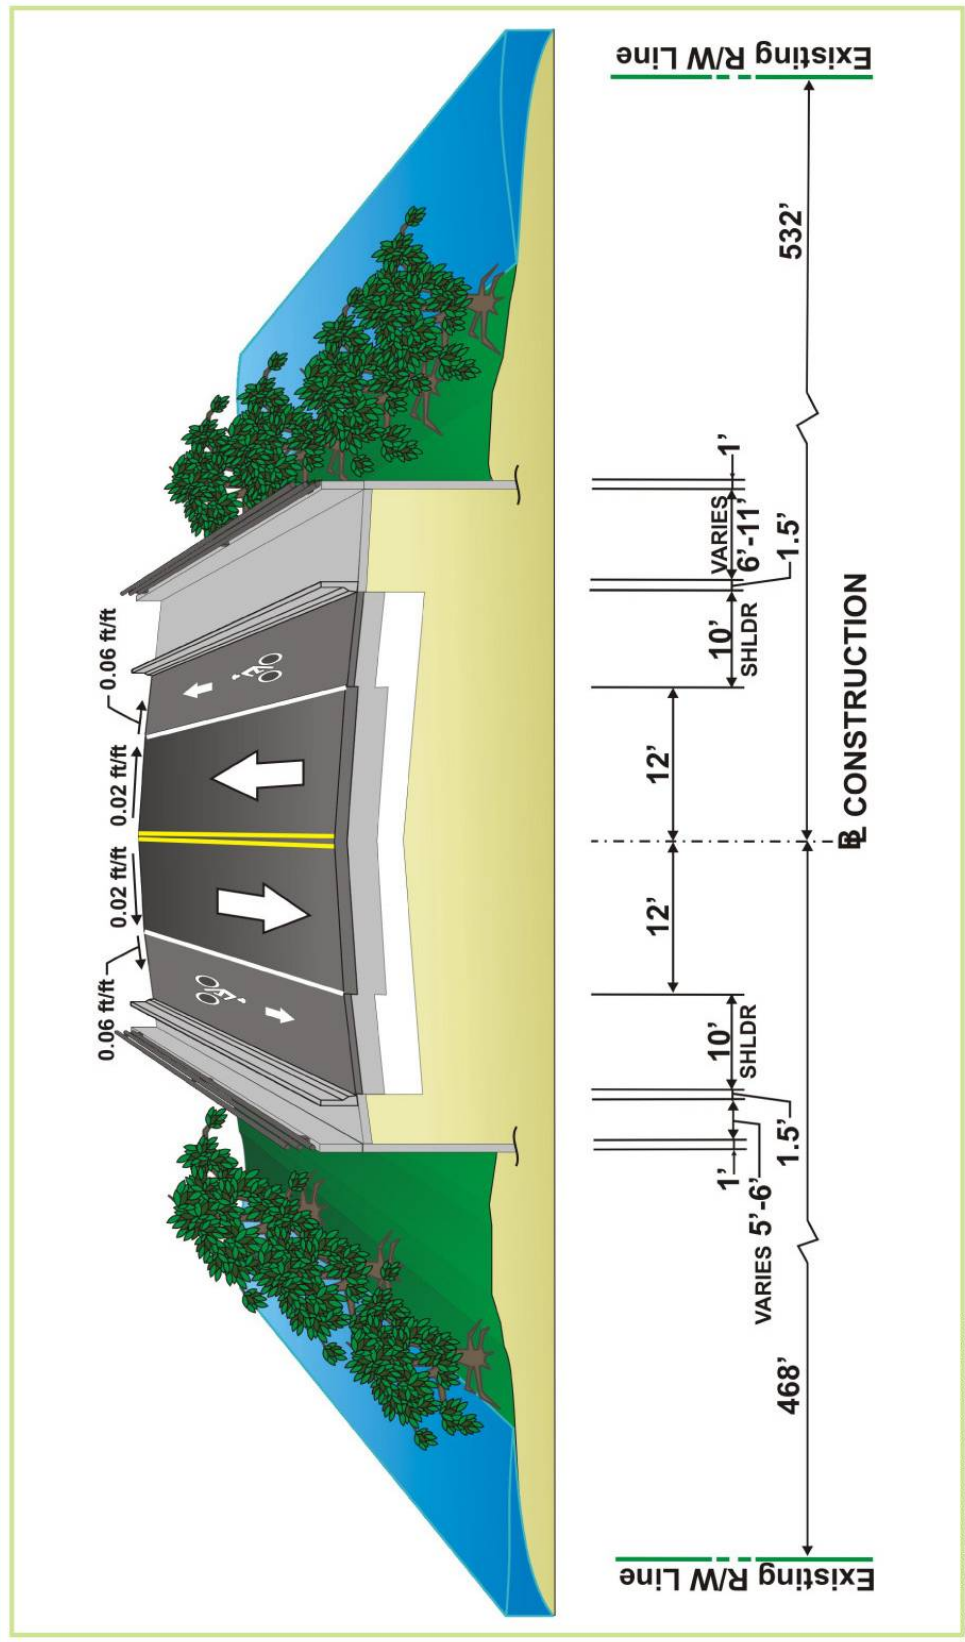 0.06 ft/ft
0.02 ft/ft
0.02 ft/ft
0.06 ft/ft
Existing R/W Line
Existing R/W Line
12'
12'
1'
VARIES 5'-6'
1.5'
10'
SHLDR
10'
SHLDR
1.5'
VARIES
6'-11'
1'
468'
532'
BL CONSTRUCTION